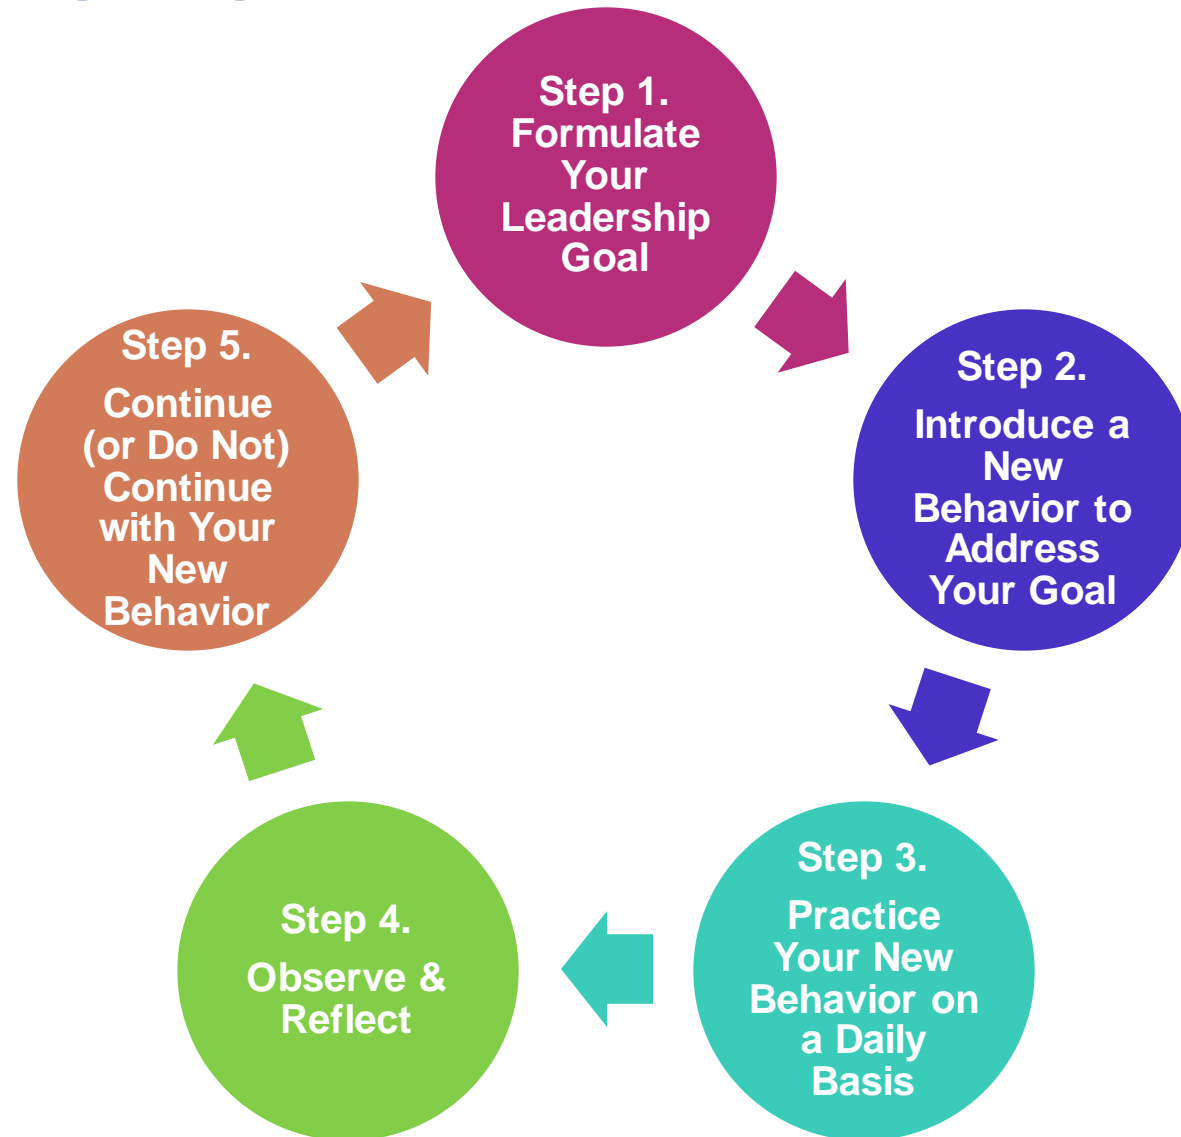 Step 1.
Formulate
Your
Leadership
Goal
Step 2.
Introduce a
New
Behavior to
Address
Your Goal
Step 3.
Practice
Your New
Behavior on
a Daily
Basis
Step 4.
Observe &
Reflect
Step 5.
Continue
(or Do Not)
Continue
with Your
New
Behavior